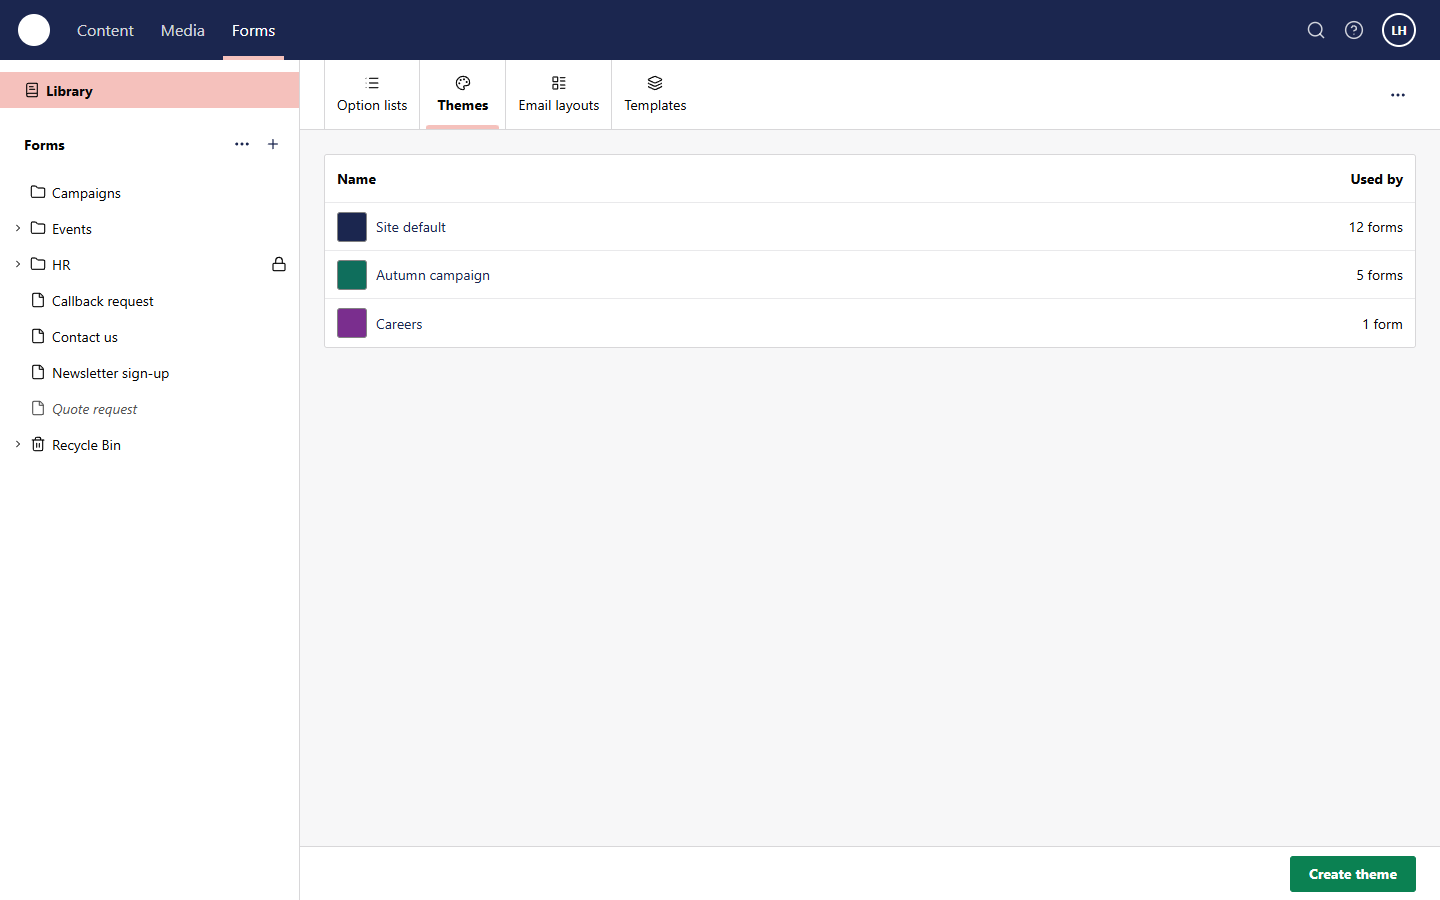 Content Media Forms LH
Library
Forms
Campaigns
Events
HR
Callback request
Contact us
Newsletter sign-up
Quote request
Recycle Bin
Option lists Themes Email layouts Templates
Name Used by
Site default 12 forms
Autumn campaign 5 forms
Careers 1 form
Create theme